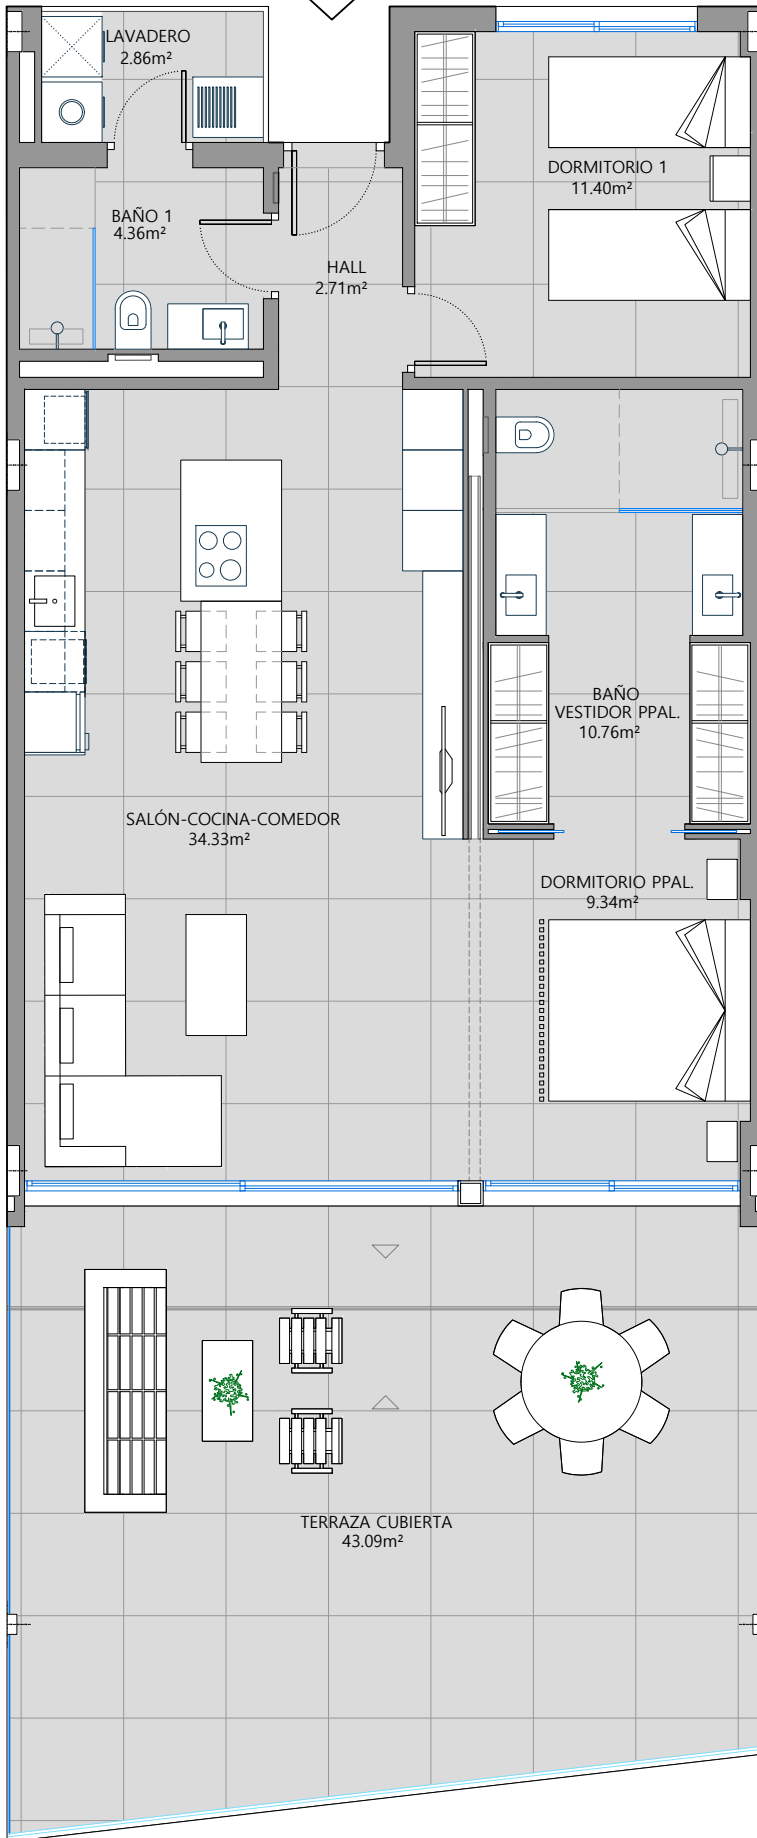 LAVADERO
2.86m²
DORMITORIO 1
11.40m²
BAÑO 1
4.36m²
HALL
2.71m²
BAÑO
VESTIDOR PPAL.
10.76m²
SALÓN-COCINA-COMEDOR
34.33m²
DORMITORIO PPAL.
9.34m²
TERRAZA CUBIERTA
43.09m²